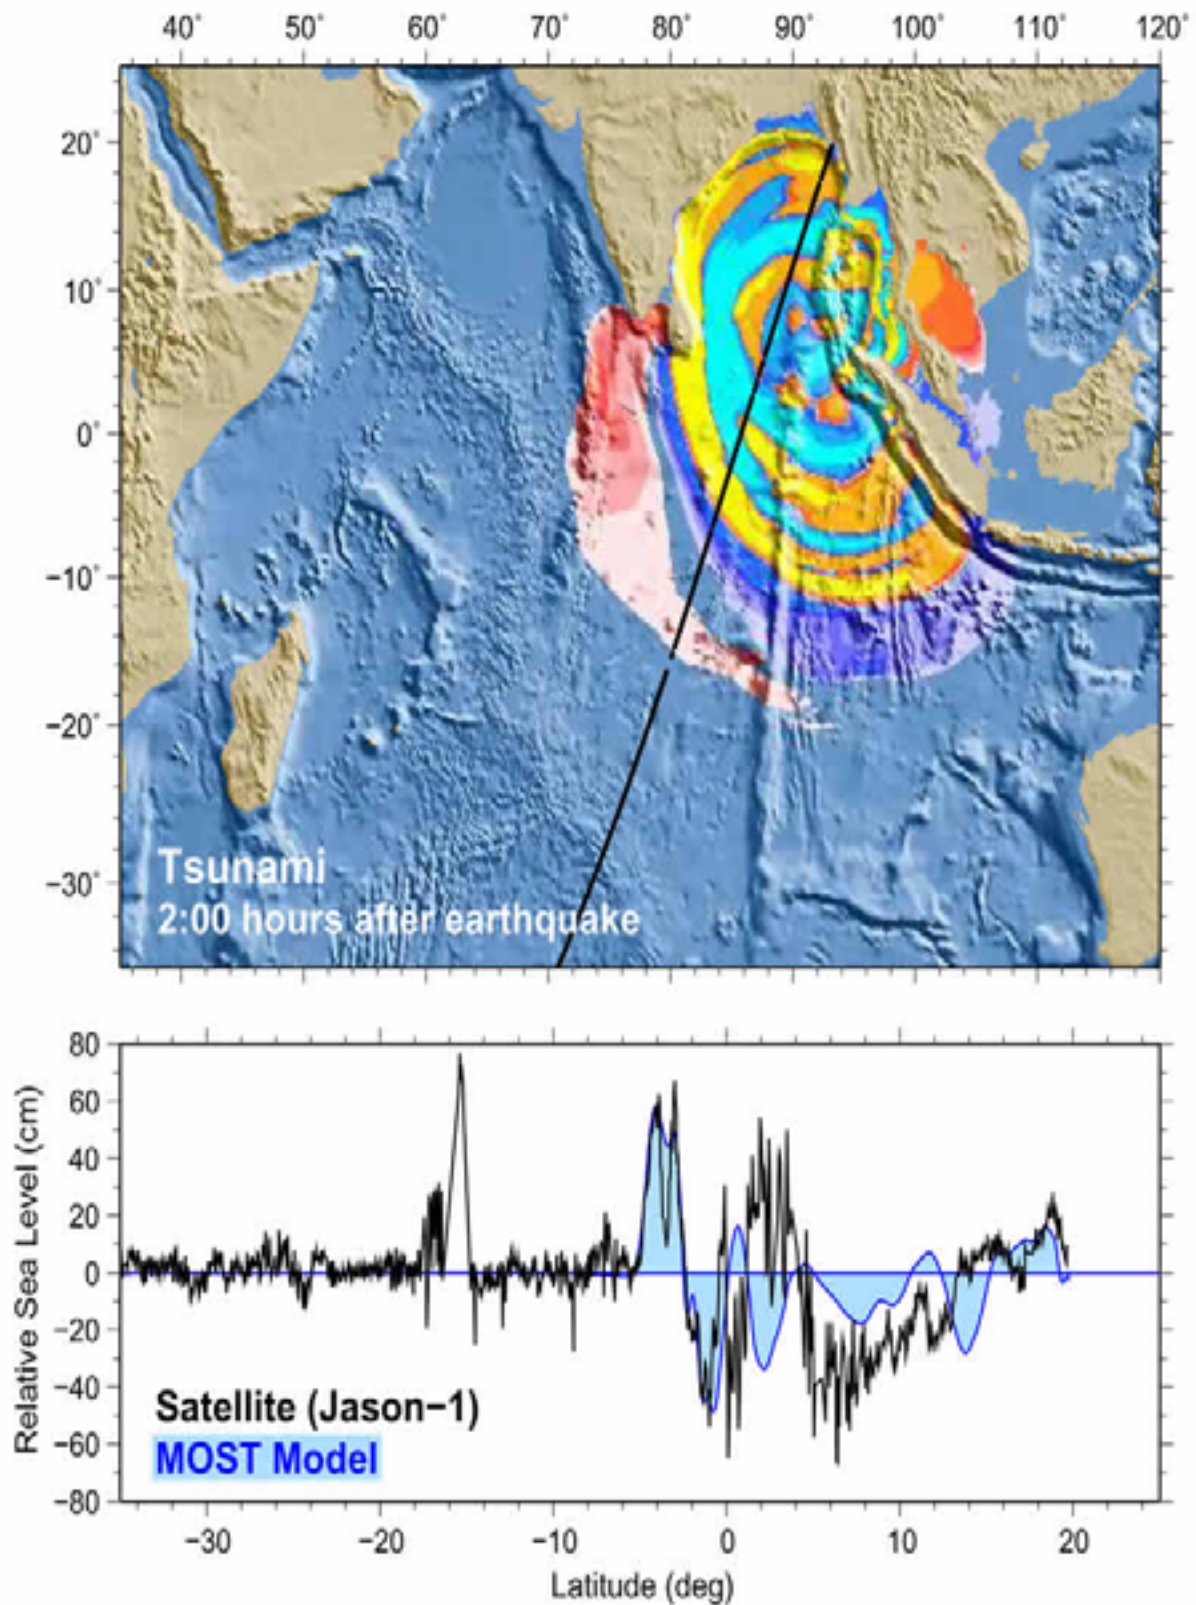 40° 50° 60° 70° 80° 90° 100° 110° 120°
20°
10°
0°
−10°
−20°
−30°
Tsunami
2:00 hours after earthquake
80
60
40
20
0
−20
−40
−60
−80
Relative Sea Level (cm)
Satellite (Jason−1)
MOST Model
−30 −20 −10 0 10 20
Latitude (deg)